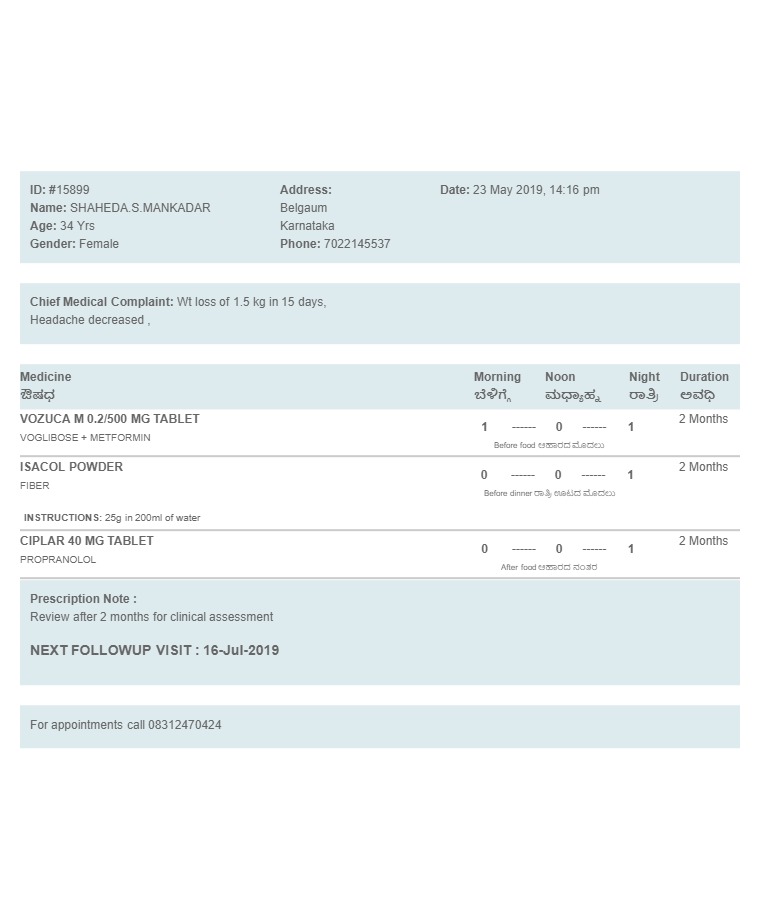 ID: #15899
Name: SHAHEDA.S.MANKADAR
Age: 34 Yrs
Gender: Female
Address:
Belgaum
Karnataka
Phone: 7022145537
Date: 23 May 2019, 14:16 pm
Chief Medical Complaint: Wt loss of 1.5 kg in 15 days,
Headache decreased ,
Medicine Morning Noon Night Duration
ಔಷಧ ಬೆಳಿಗ್ಗೆ ಮಧ್ಯಾಹ್ನ ರಾತ್ರಿ ಅವಧಿ
VOZUCA M 0.2/500 MG TABLET 2 Months
1 ------ 0 ------ 1
VOGLIBOSE + METFORMIN
Before food ಆಹಾರದ ಮೊದಲು
ISACOL POWDER 2 Months
0 ------ 0 ------ 1
FIBER
Before dinner ರಾತ್ರಿ ಊಟದ ಮೊದಲು
INSTRUCTIONS: 25g in 200ml of water
CIPLAR 40 MG TABLET 2 Months
0 ------ 0 ------ 1
PROPRANOLOL
After food ಆಹಾರದ ನಂತರ
Prescription Note :
Review after 2 months for clinical assessment
NEXT FOLLOWUP VISIT : 16-Jul-2019
For appointments call 08312470424